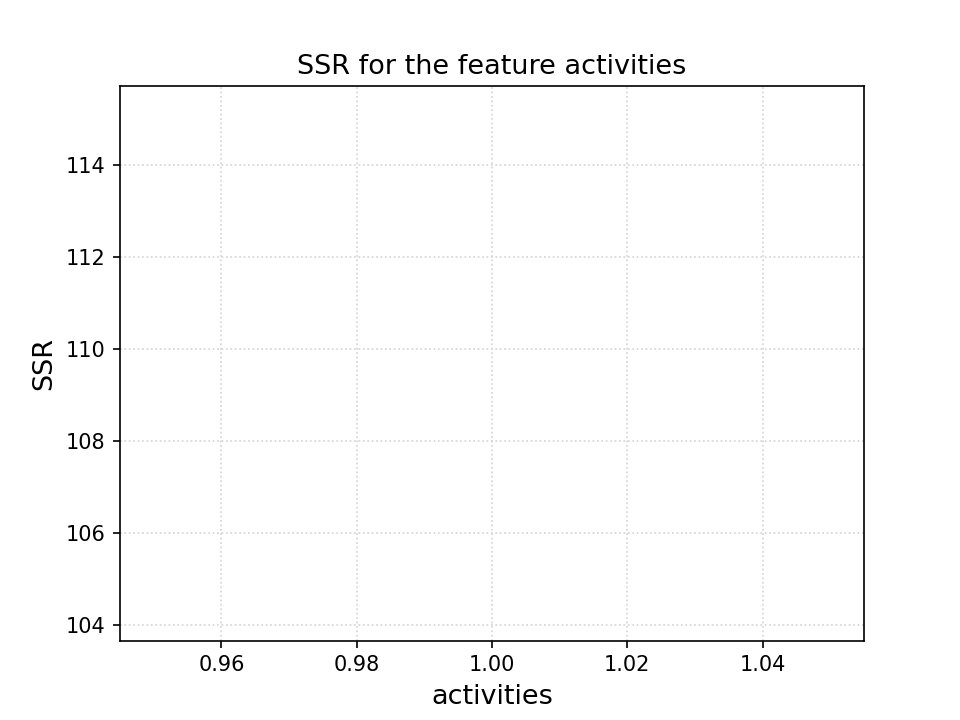 SSR for the feature activities
SSR
114
112
110
108
106
104
0.96 0.98 1.00 1.02 1.04
activities